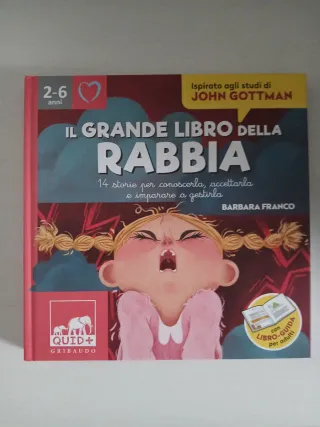 2-6
anni
Ispirato agli studi di
JOHN GOTTMAN
IL GRANDE LIBRO DELLA
RABBIA
14 storie per conoscerla, accettarla
e imparare a gestirla
BARBARA FRANCO
con
LIBRO-GUIDA
per adulti
QUID+
GRIBAUDO